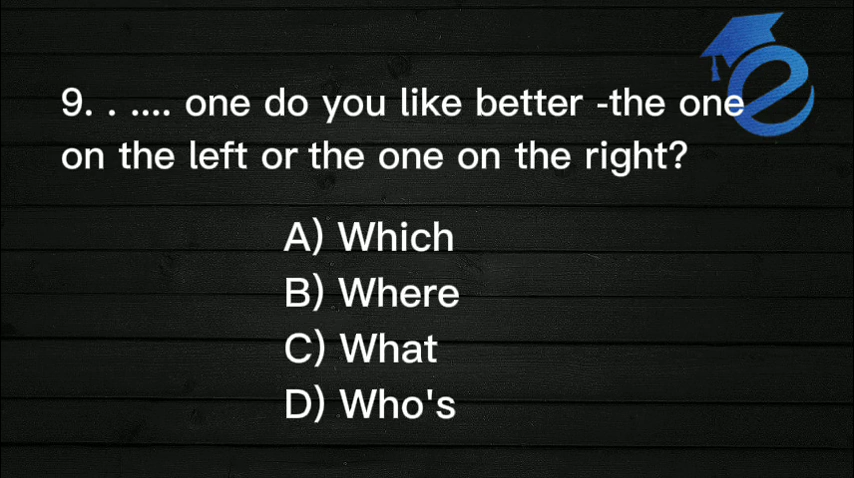 9. . .... one do you like better -the one
on the left or the one on the right?
A) Which
B) Where
C) What
D) Who's